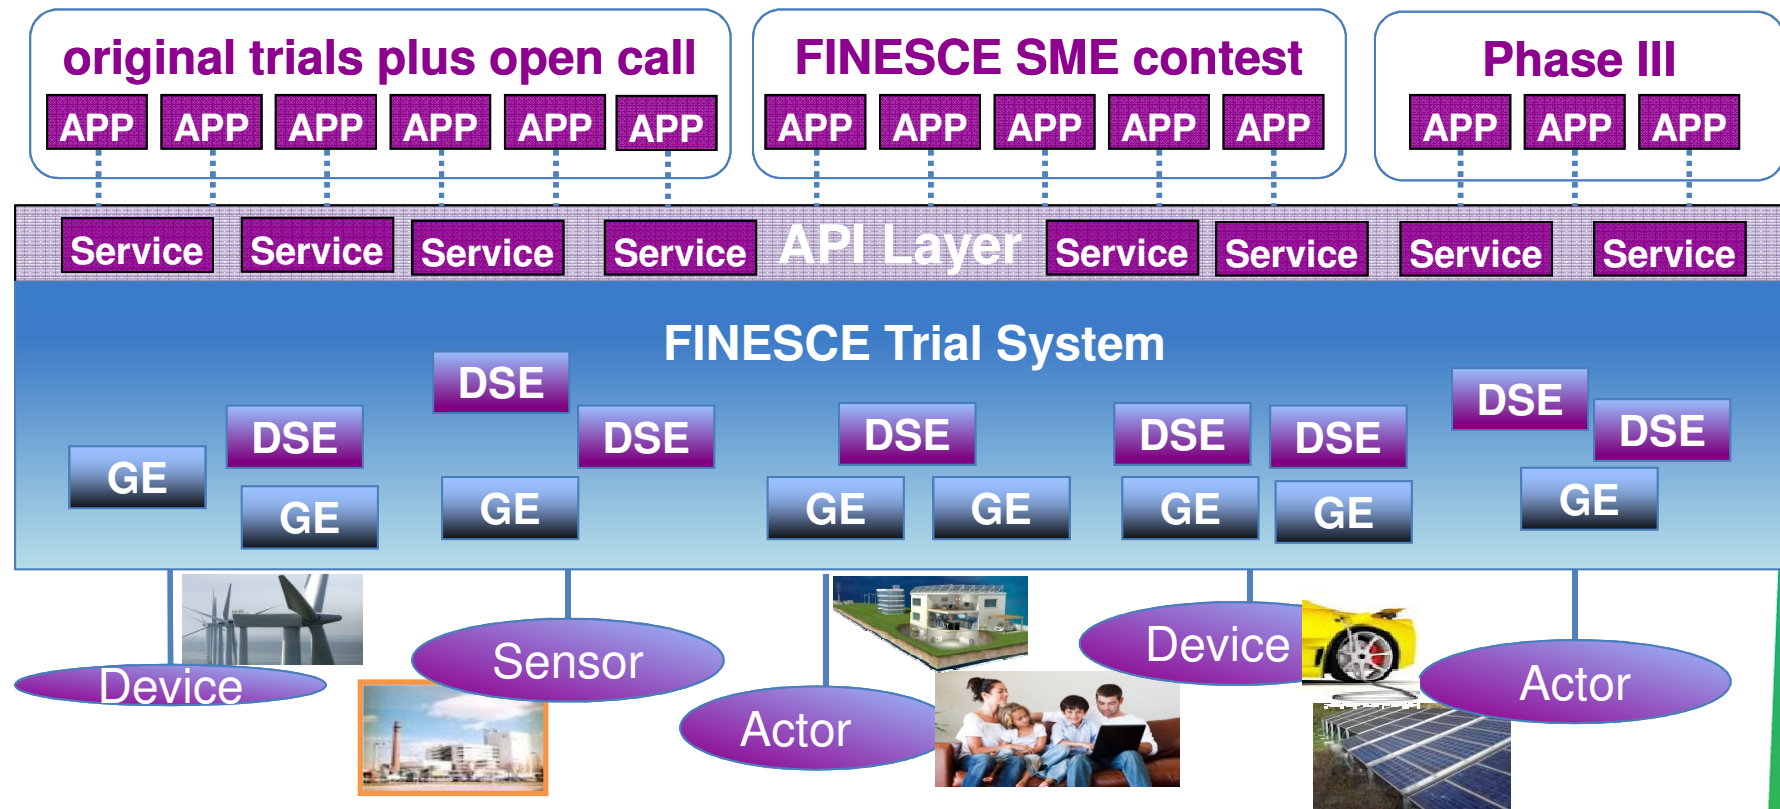 original trials plus open call
FINESCE SME contest
Phase III
APP APP APP APP APP APP
APP APP APP APP APP
APP APP APP
Service Service Service Service API Layer Service Service Service Service
FINESCE Trial System
DSE DSE DSE DSE DSE DSE DSE DSE
GE GE GE GE GE GE GE GE
Device Sensor Actor Device Actor